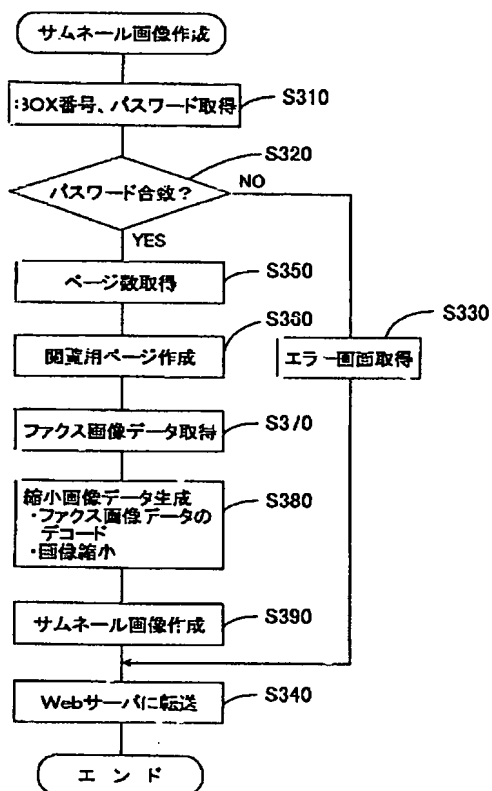 サムネール画像作成
:BOX番号、パスワード取得
S310
S320
パスワード合致?
NO
YES
ページ数取得
S350
S360
閲覧用ページ作成
S330
エラー画面取得
ファクス画像データ取得
S370
縮小画像データ生成
・ファクス画像データの
デコード
・画像縮小
S380
サムネール画像作成
S390
Webサーバに転送
S340
エンド